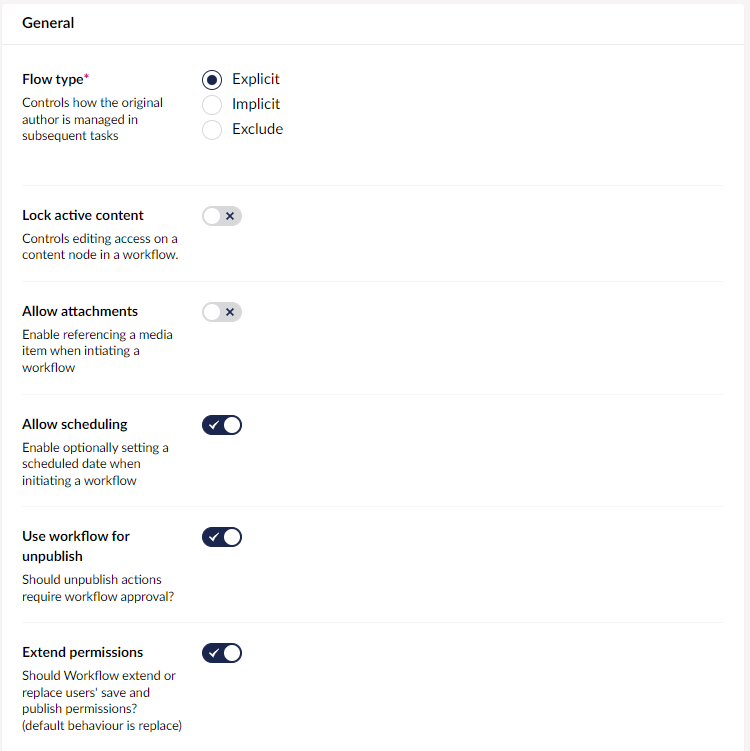 General
Flow type*
Controls how the original
author is managed in
subsequent tasks
Explicit
Implicit
Exclude
Lock active content
Controls editing access on a
content node in a workflow.
Allow attachments
Enable referencing a media
item when intiating a
workflow
Allow scheduling
Enable optionally setting a
scheduled date when
initiating a workflow
Use workflow for
unpublish
Should unpublish actions
require workflow approval?
Extend permissions
Should Workflow extend or
replace users' save and
publish permissions?
(default behaviour is replace)